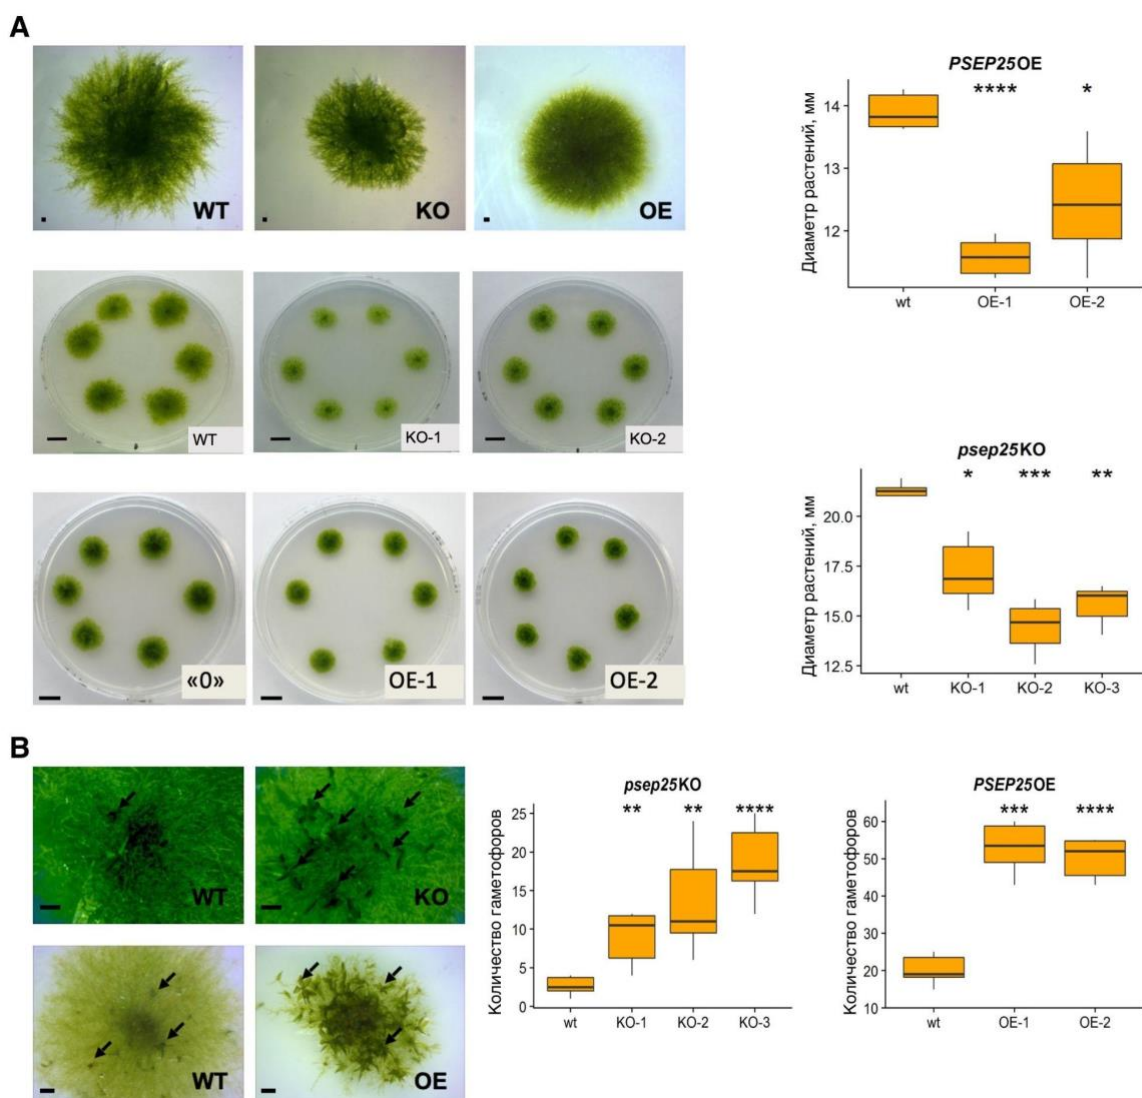 A
WT
KO
OE
PSEP25OE
**** *
Диаметр растений, мм
14
13
12
wt OE-1 OE-2
WT
KO-1
KO-2
psep25KO
* *** **
Диаметр растений, мм
20.0
17.5
15.0
12.5
wt KO-1 KO-2 KO-3
«0»
OE-1
OE-2
B
WT
KO
WT
OE
psep25KO
** ** ****
Количество гаметофоров
25
20
15
10
5
0
wt KO-1 KO-2 KO-3
PSEP25OE
*** ****
Количество гаметофоров
60
50
40
30
20
10
wt OE-1 OE-2